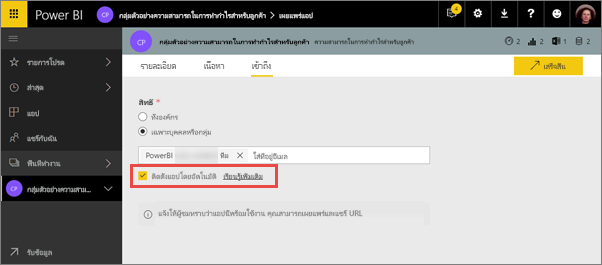 Power BI
กลุ่มตัวอย่างความสามารถในการทำกำไรสำหรับลูกค้า > เผยแพร่แอป
4
CP กลุ่มตัวอย่างความสามารถในการทำกำไรสำหรับลูกค้า ความสามารถในการทำกำไรสำหรับลูกค้า
2 2 1 2
รายการโปรด
ล่าสุด
แอป
แชร์กับฉัน
พื้นที่ทำงาน
CP กลุ่มตัวอย่างความสาม...
รับข้อมูล
รายละเอียด เนื้อหา เข้าถึง
เสร็จสิ้น
สิทธิ์ *
ทั้งองค์กร
เฉพาะบุคคลหรือกลุ่ม
PowerBI ทีม × ใส่ที่อยู่อีเมล
ติดตั้งแอปโดยอัตโนมัติ เรียนรู้เพิ่มเติม
แจ้งให้ผู้ชมทราบว่าแอปมีพร้อมใช้งาน คุณสามารถเผยแพร่และแชร์ URL